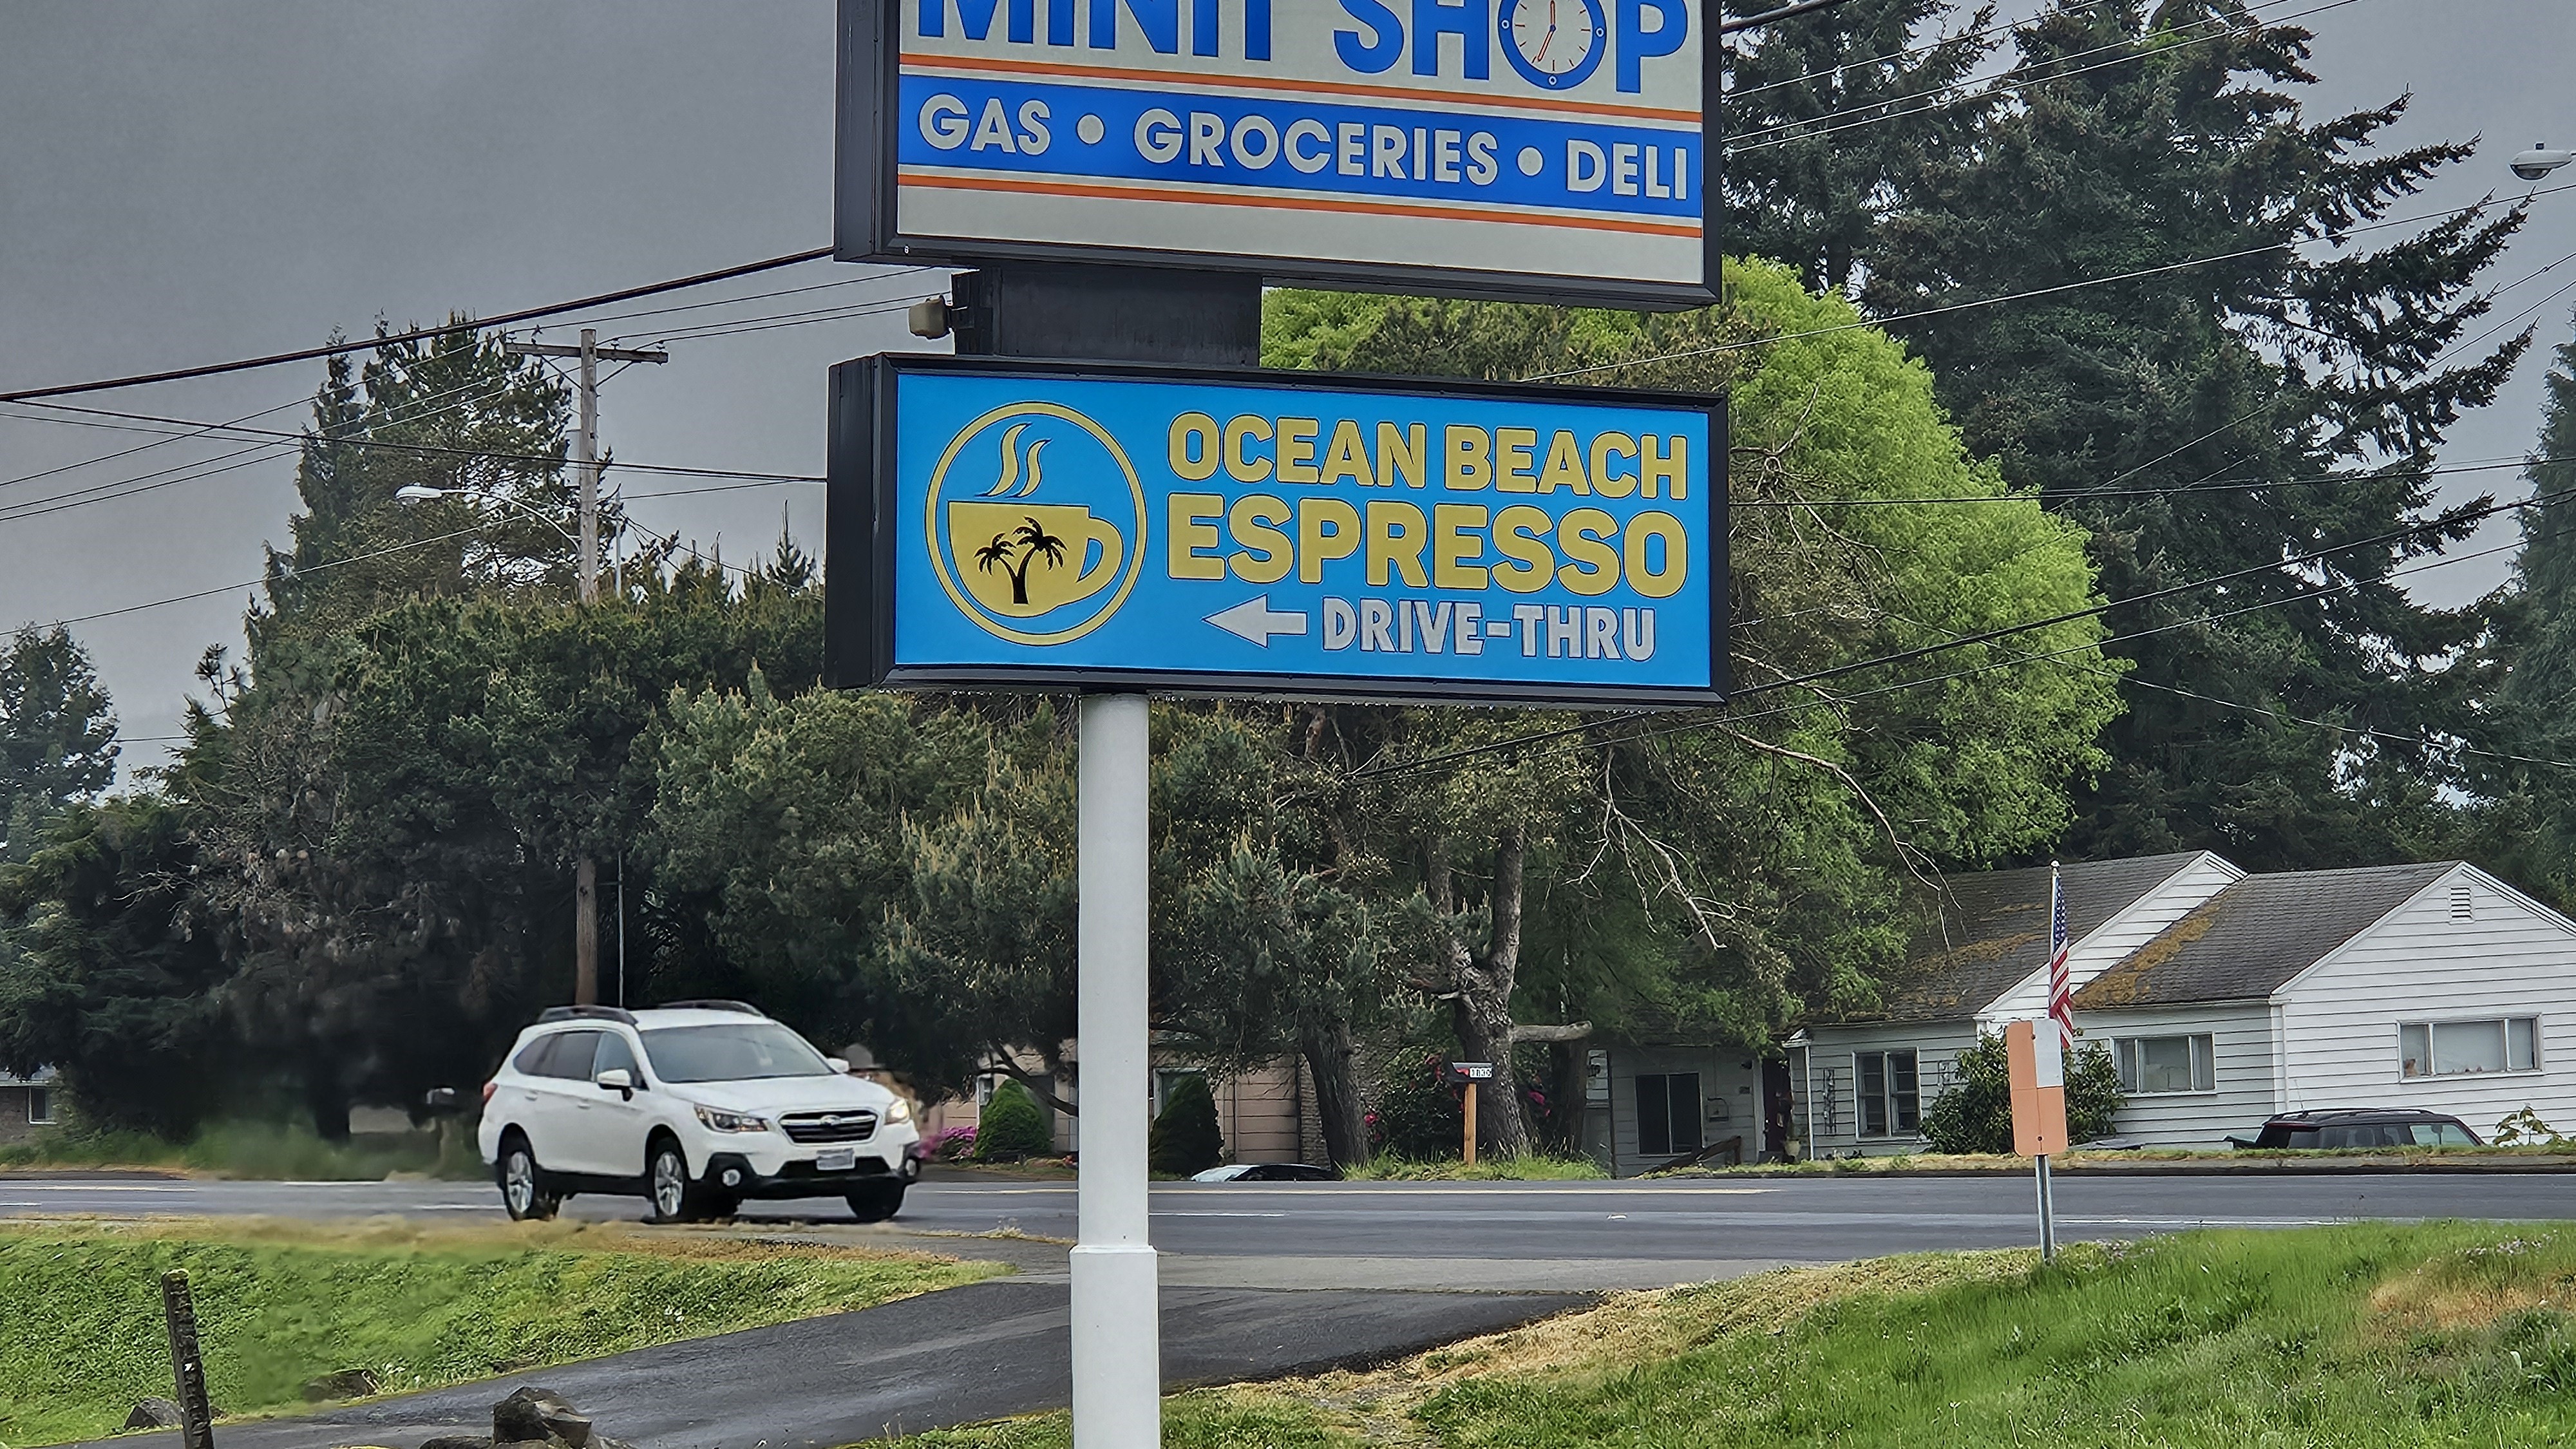 MINIT SHOP
GAS • GROCERIES • DELI
OCEAN BEACH
ESPRESSO
DRIVE-THRU